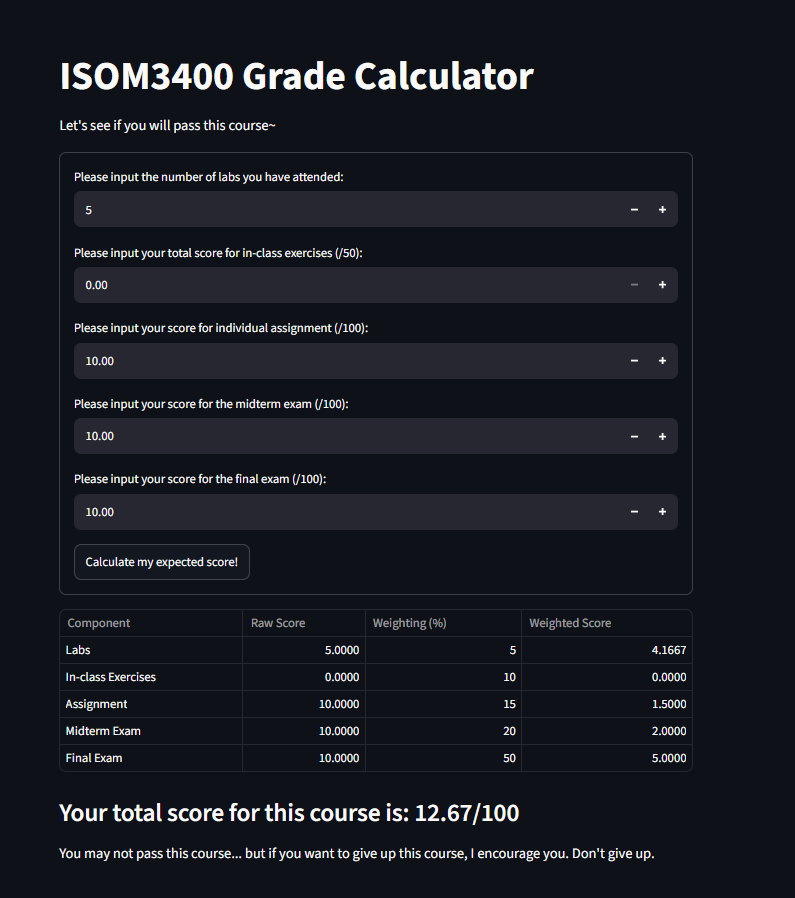 ISOM3400 Grade Calculator
Let's see if you will pass this course~
Please input the number of labs you have attended:
5 − +
Please input your total score for in-class exercises (/50):
0.00 − +
Please input your score for individual assignment (/100):
10.00 − +
Please input your score for the midterm exam (/100):
10.00 − +
Please input your score for the final exam (/100):
10.00 − +
Calculate my expected score!
Component Raw Score Weighting (%) Weighted Score
Labs 5.0000 5 4.1667
In-class Exercises 0.0000 10 0.0000
Assignment 10.0000 15 1.5000
Midterm Exam 10.0000 20 2.0000
Final Exam 10.0000 50 5.0000
Your total score for this course is: 12.67/100
You may not pass this course... but if you want to give up this course, I encourage you. Don't give up.